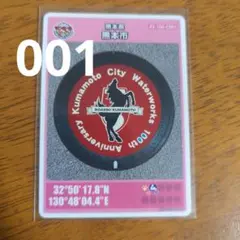 001
熊本県
熊本市
Kumamoto City Waterworks
100th Anniversary
32°50'17.8"N
130°48'04.4"E